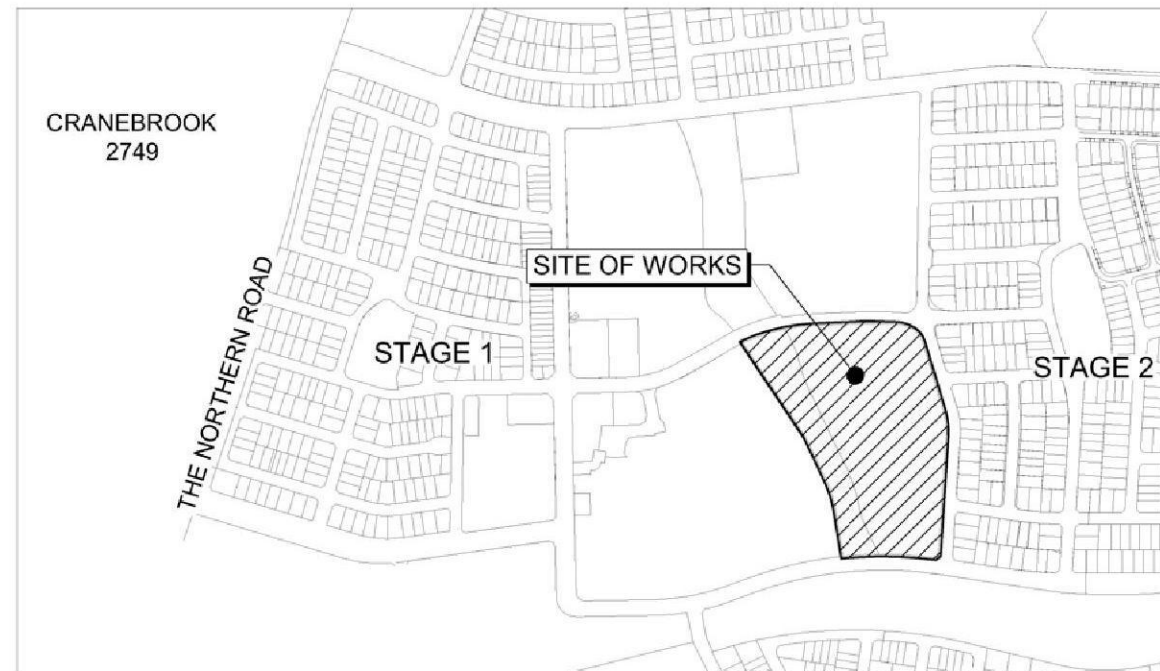 CRANEBROOK
2749
SITE OF WORKS
STAGE 1
STAGE 2
THE NORTHERN ROAD